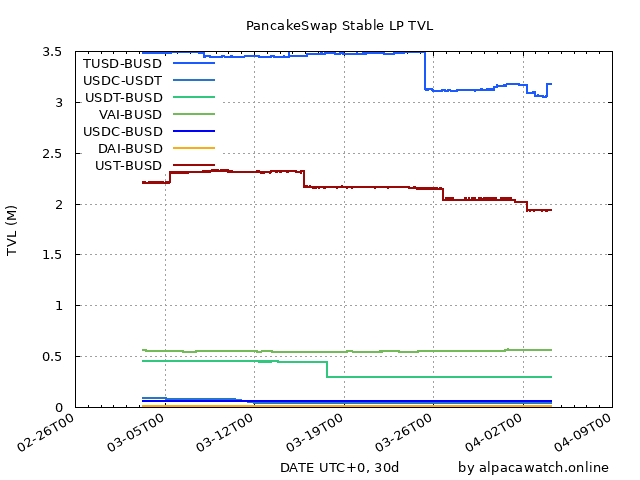 PancakeSwap Stable LP TVL
3.5
3
2.5
2
1.5
1
0.5
0
TVL (M)
TUSD-BUSD
USDC-USDT
USDT-BUSD
VAI-BUSD
USDC-BUSD
DAI-BUSD
UST-BUSD
02-26T00
03-05T00
03-12T00
03-19T00
03-26T00
04-02T00
04-09T00
DATE UTC+0, 30d
by alpacawatch.online